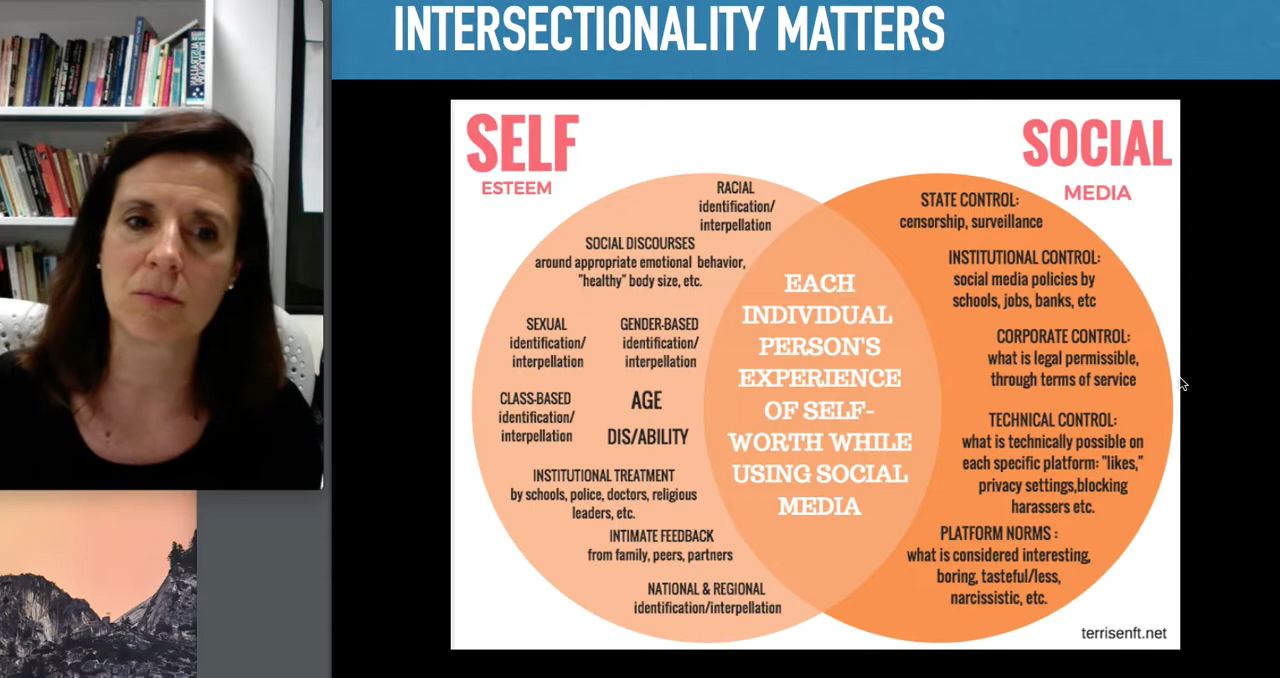 INTERSECTIONALITY MATTERS
SELF
ESTEEM
SOCIAL
MEDIA
RACIAL
identification/
interpellation
SOCIAL DISCOURSES
around appropriate emotional behavior,
"healthy" body size, etc.
SEXUAL
identification/
interpellation
GENDER-BASED
identification/
interpellation
CLASS-BASED
identification/
interpellation
AGE
DIS/ABILITY
INSTITUTIONAL TREATMENT
by schools, police, doctors, religious
leaders, etc.
INTIMATE FEEDBACK
from family, peers, partners
NATIONAL & REGIONAL
identification/interpellation
EACH
INDIVIDUAL
PERSON'S
EXPERIENCE
OF SELF-
WORTH WHILE
USING SOCIAL
MEDIA
STATE CONTROL:
censorship, surveillance
INSTITUTIONAL CONTROL:
social media policies by
schools, jobs, banks, etc
CORPORATE CONTROL:
what is legal permissible,
through terms of service
TECHNICAL CONTROL:
what is technically possible on
each specific platform: "likes,"
privacy settings,blocking
harassers etc.
PLATFORM NORMS :
what is considered interesting,
boring, tasteful/less,
narcissistic, etc.
terrisenft.net